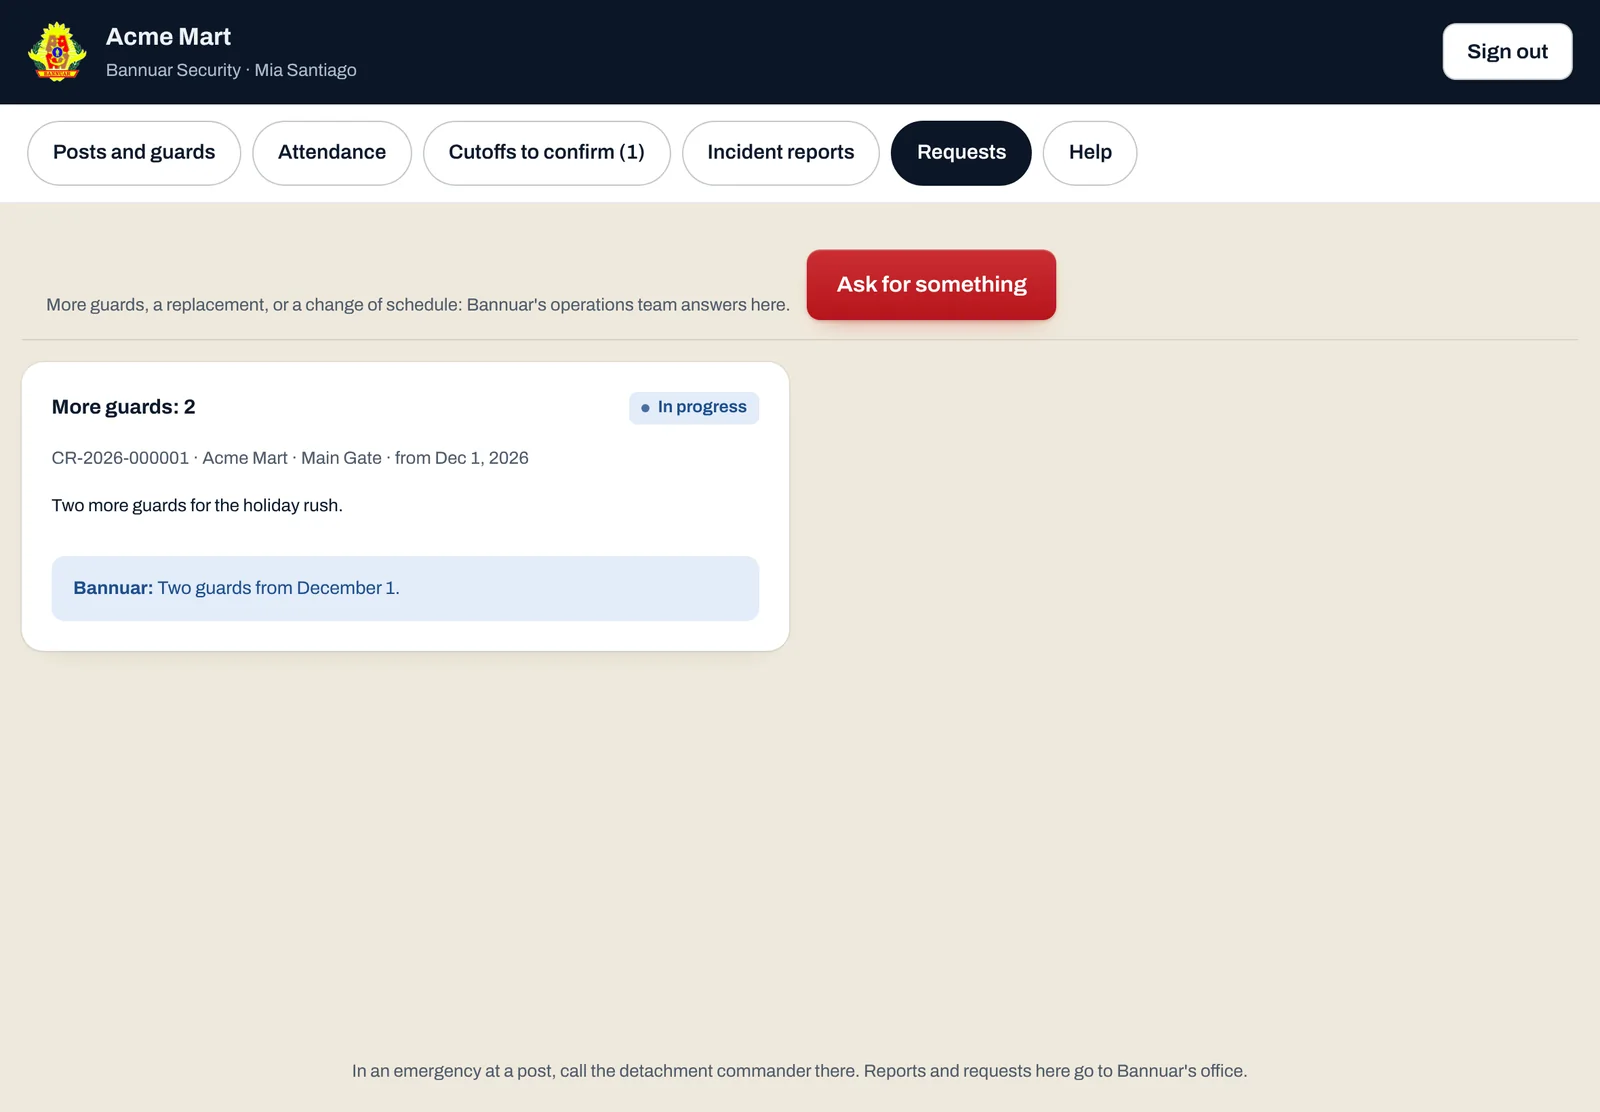 BANNUAR
Acme Mart
Bannuar Security · Mia Santiago
Sign out
Posts and guards
Attendance
Cutoffs to confirm (1)
Incident reports
Requests
Help
More guards, a replacement, or a change of schedule: Bannuar's operations team answers here.
Ask for something
More guards: 2
In progress
CR-2026-000001 · Acme Mart · Main Gate · from Dec 1, 2026
Two more guards for the holiday rush.
Bannuar: Two guards from December 1.
In an emergency at a post, call the detachment commander there. Reports and requests here go to Bannuar's office.